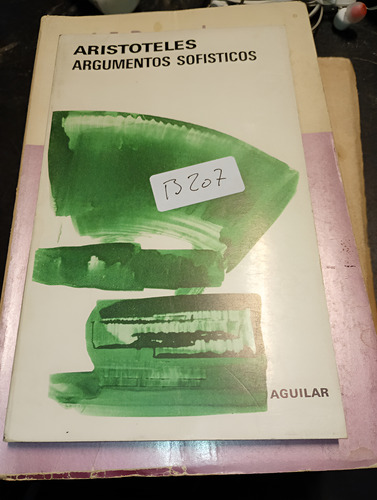 ARISTOTELES
ARGUMENTOS SOFISTICOS
B207
AGUILAR